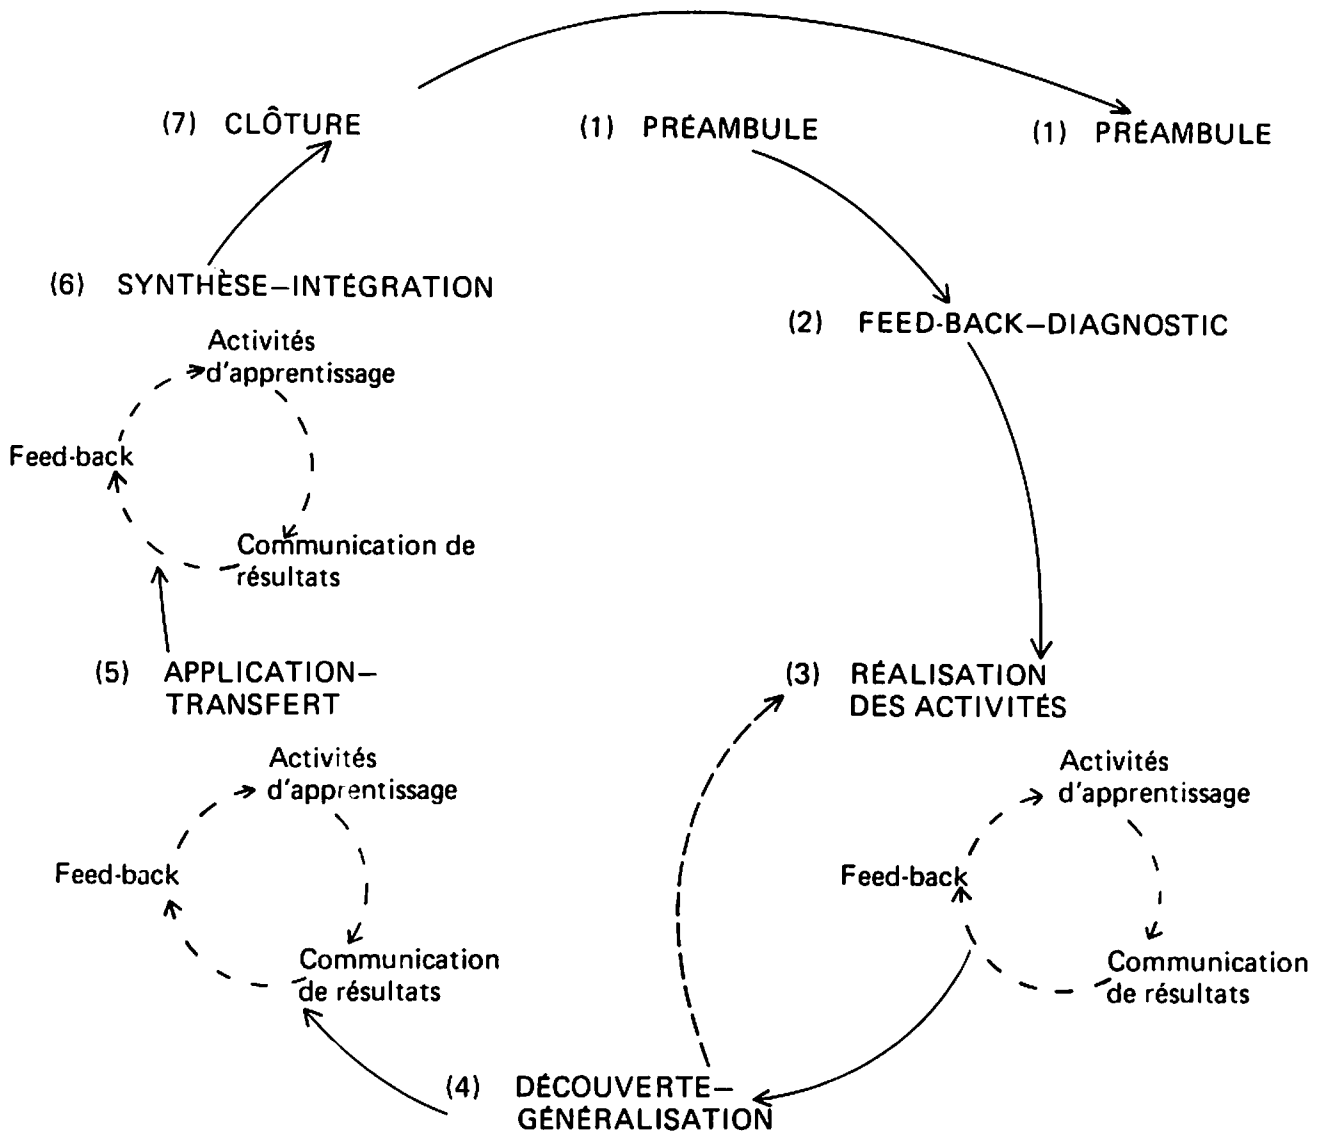 (7) CLÔTURE
(1) PRÉAMBULE
(1) PRÉAMBULE
(6) SYNTHÈSE–INTÉGRATION
(2) FEED-BACK–DIAGNOSTIC
Activités
d'apprentissage
Feed-back
Communication de
résultats
(5) APPLICATION–
TRANSFERT
(3) RÉALISATION
DES ACTIVITÉS
Activités
d'apprentissage
Feed-back
Communication
de résultats
Activités
d'apprentissage
Feed-back
Communication
de résultats
(4) DÉCOUVERTE–
GÉNÉRALISATION